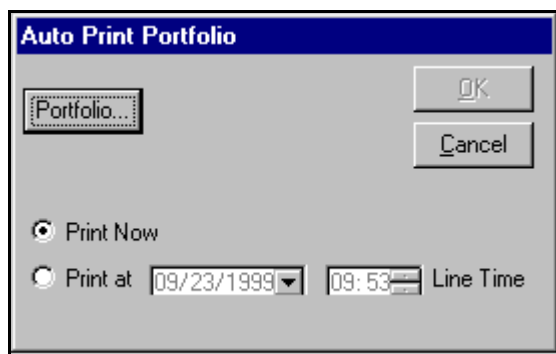 Auto Print Portfolio
Portfolio...
OK
Cancel
Print Now
Print at 09/23/1999 09:53 Line Time